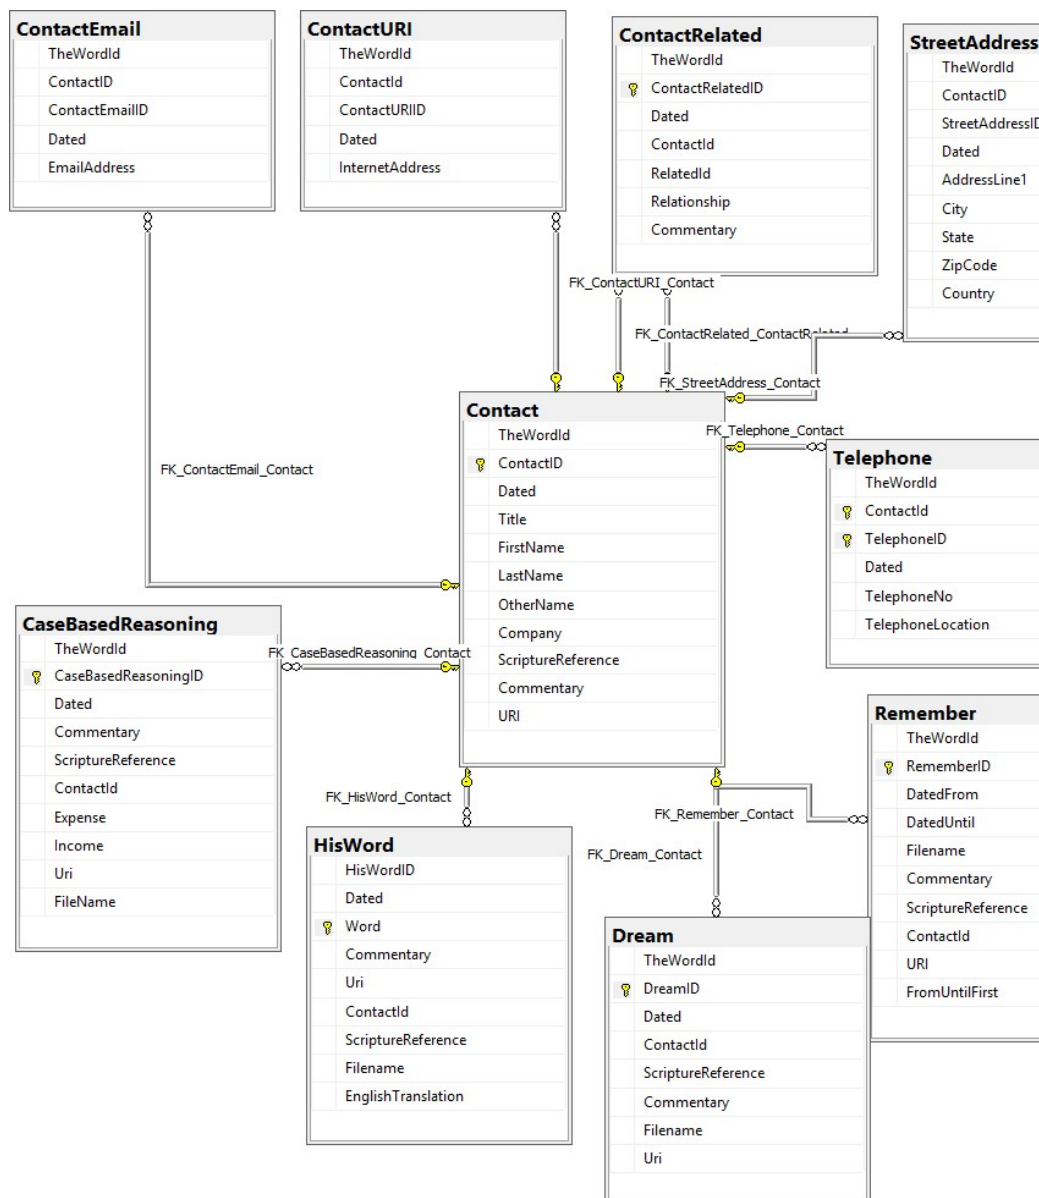 ContactEmail
TheWordId
ContactID
ContactEmailID
Dated
EmailAddress
ContactURI
TheWordId
ContactId
ContactURIID
Dated
InternetAddress
ContactRelated
TheWordId
ContactRelatedID
Dated
ContactId
RelatedId
Relationship
Commentary
StreetAddress
TheWordId
ContactID
StreetAddressID
Dated
AddressLine1
City
State
ZipCode
Country
FK_ContactURI_Contact
FK_ContactRelated_ContactRelated
FK_StreetAddress_Contact
FK_Telephone_Contact
FK_ContactEmail_Contact
Contact
TheWordId
ContactID
Dated
Title
FirstName
LastName
OtherName
Company
ScriptureReference
Commentary
URI
Telephone
TheWordId
ContactId
TelephoneID
Dated
TelephoneNo
TelephoneLocation
CaseBasedReasoning
TheWordId
CaseBasedReasoningID
Dated
Commentary
ScriptureReference
ContactId
Expense
Income
Uri
FileName
FK_CaseBasedReasoning_Contact
FK_HisWord_Contact
FK_Remember_Contact
FK_Dream_Contact
Remember
TheWordId
RememberID
DatedFrom
DatedUntil
Filename
Commentary
ScriptureReference
ContactId
URI
FromUntilFirst
HisWord
HisWordID
Dated
Word
Commentary
Uri
ContactId
ScriptureReference
Filename
EnglishTranslation
Dream
TheWordId
DreamID
Dated
ContactId
ScriptureReference
Commentary
Filename
Uri